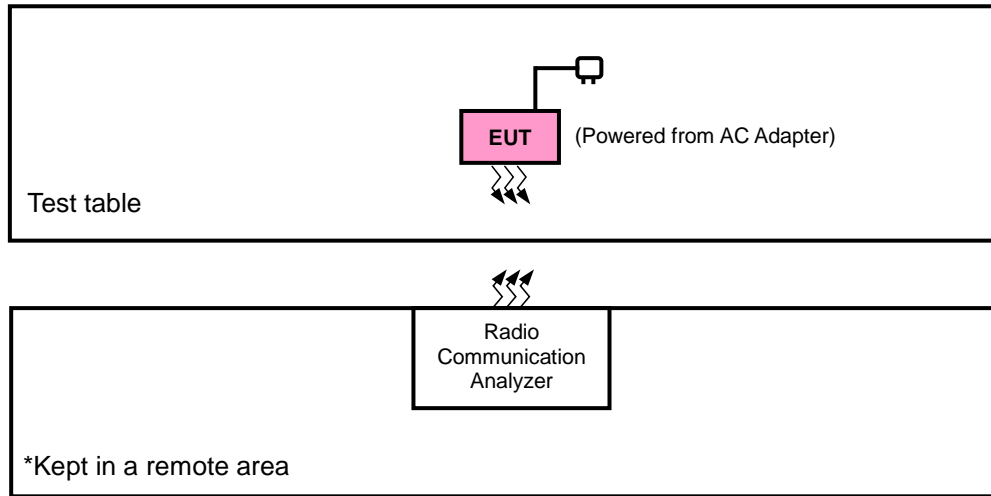 EUT
(Powered from AC Adapter)
Test table
Radio
Communication
Analyzer
*Kept in a remote area